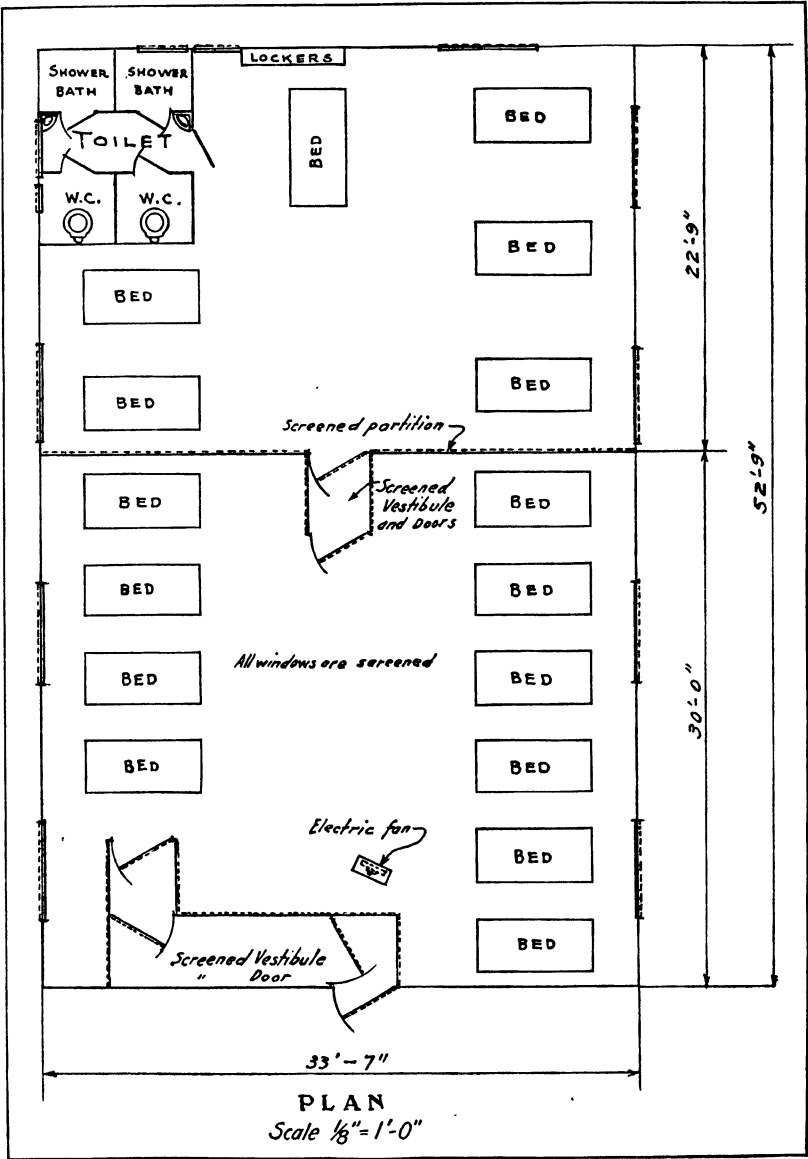 LOCKERS
SHOWER BATH
SHOWER BATH
BED
BED
TOILET
W.C.
W.C.
BED
22'-9"
BED
BED
BED
Screened partition
52'-9"
BED
Screened
Vestibule
and Doors
BED
BED
BED
All windows are screened
BED
BED
30'-0"
BED
BED
Electric fan
BED
BED
Screened Vestibule
" Door
33'-7"
PLAN
Scale 1/8"=1'-0"